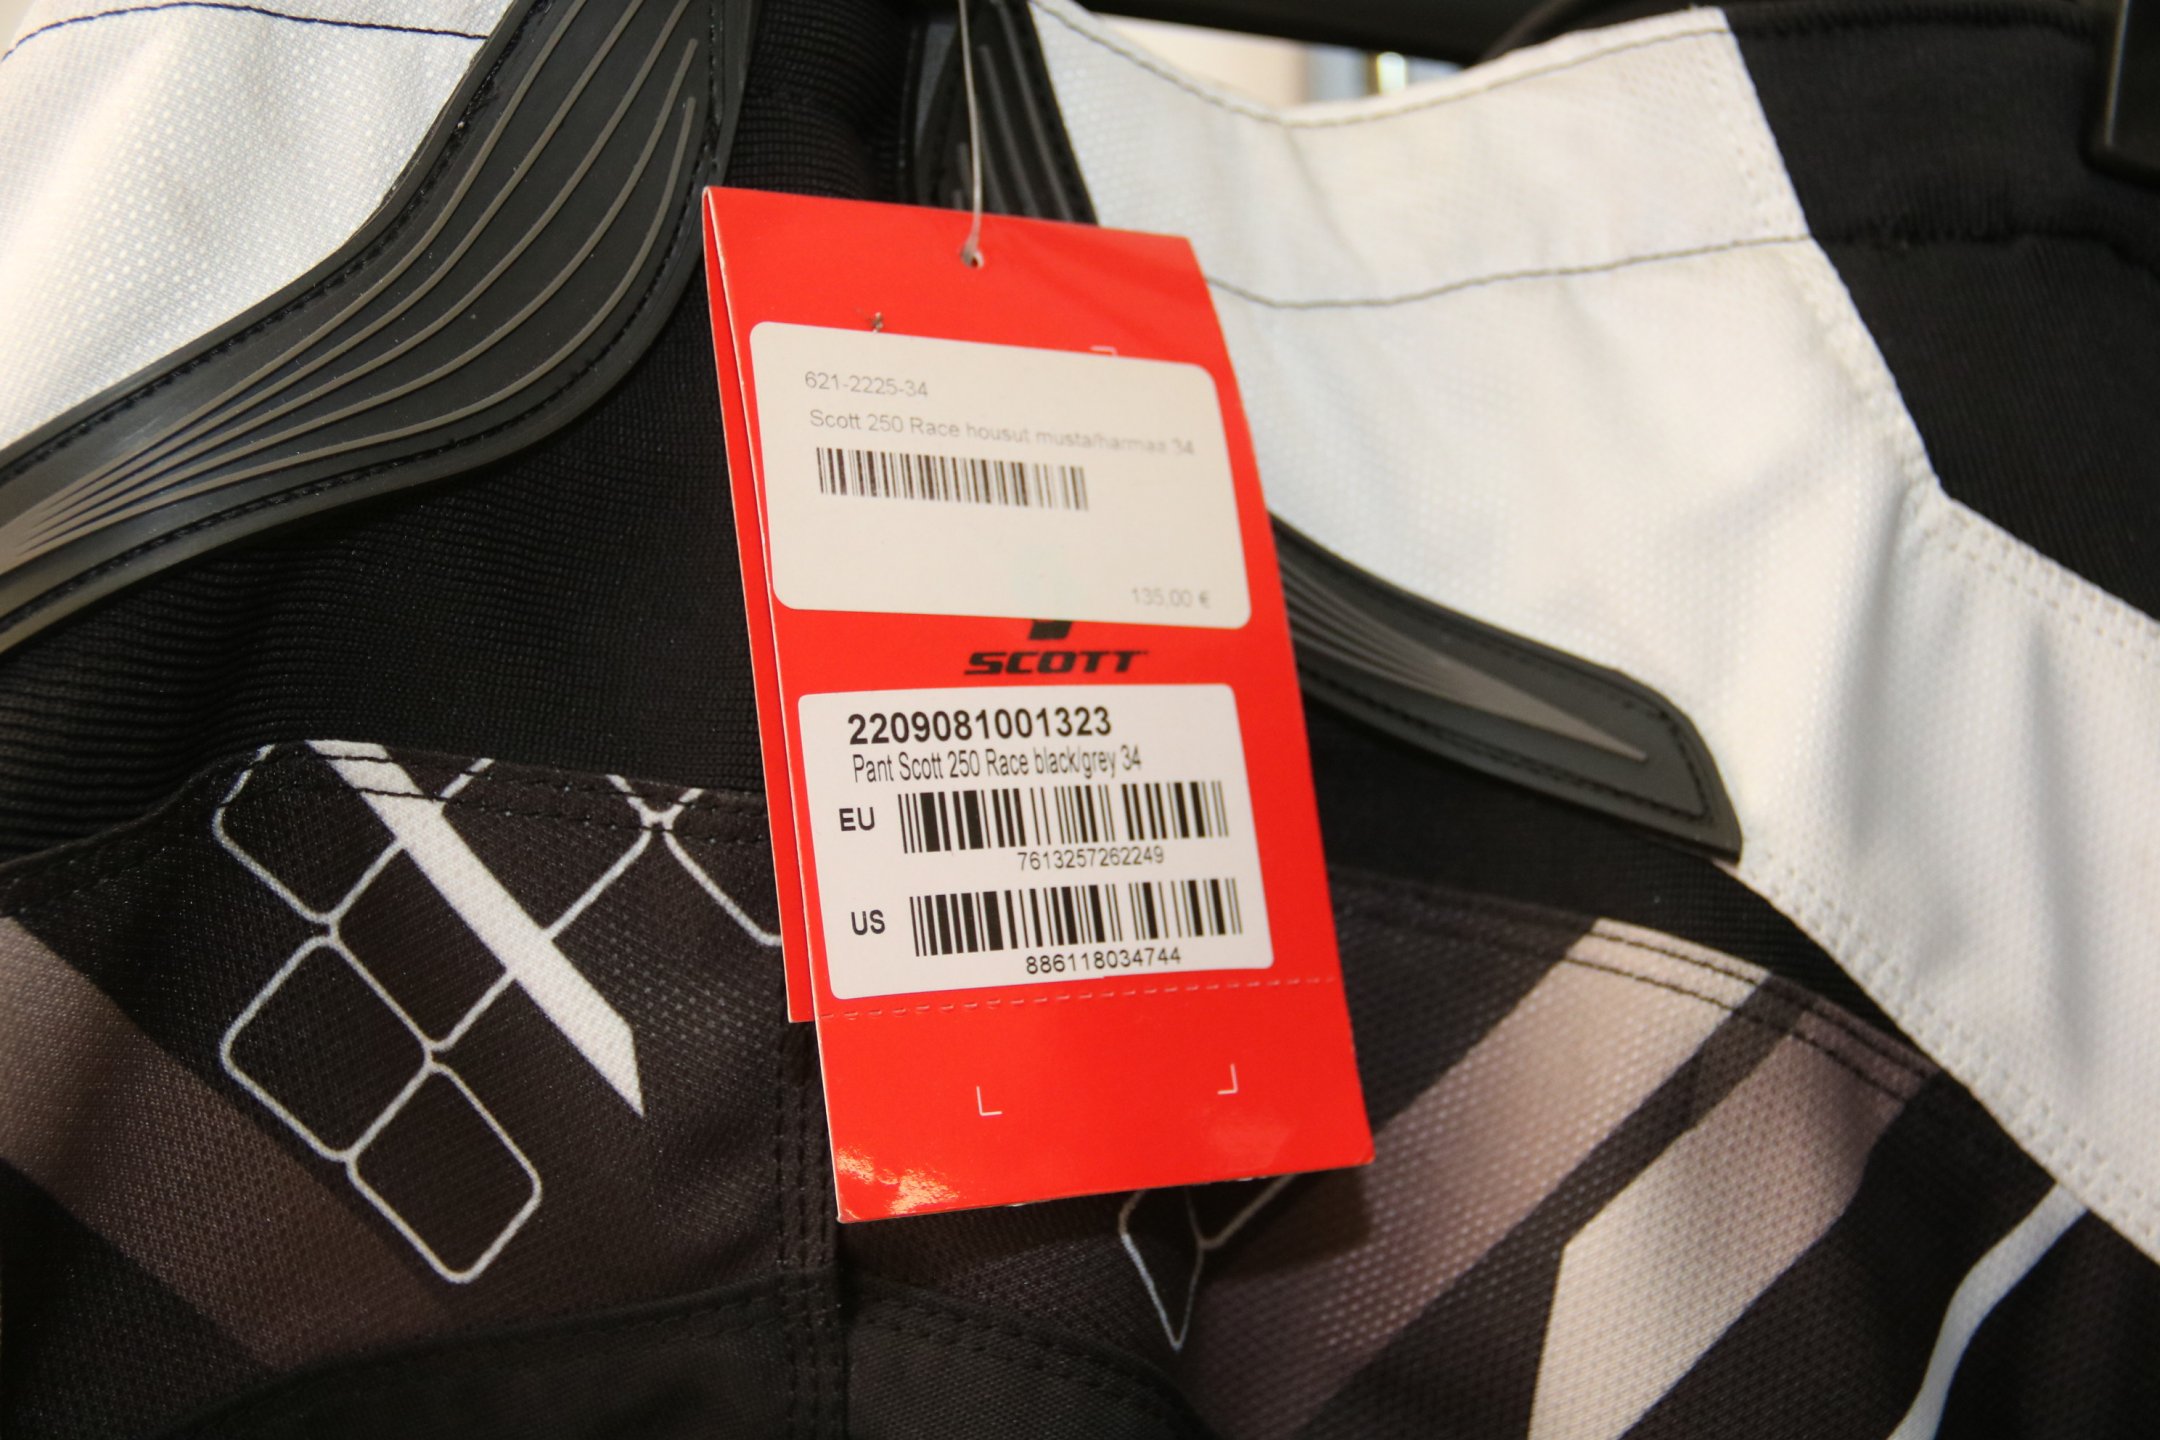 621-2225-34
Scott 250 Race housut musta/harmaa 34
135,00 €
SCOTT
2209081001323
Pant Scott 250 Race black/grey 34
EU
7613257262249
US
886118034744